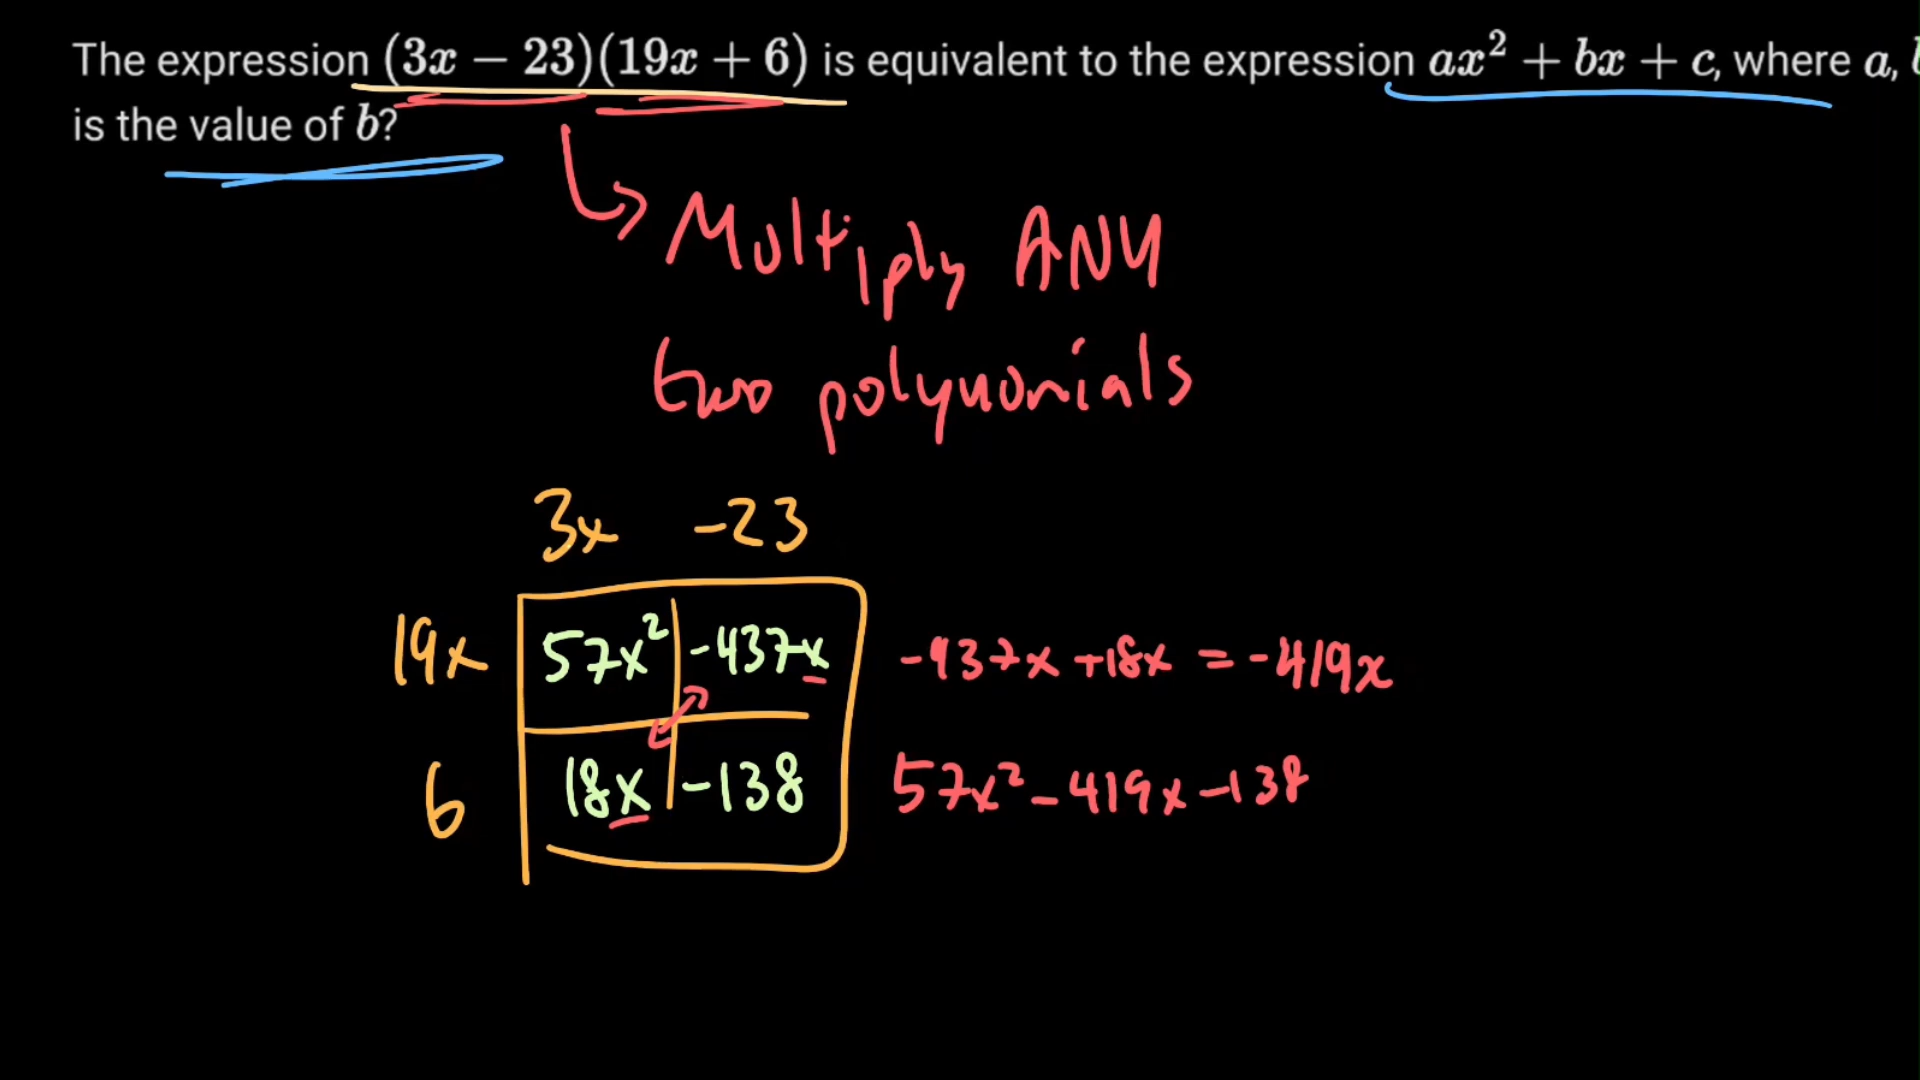 The expression (3x − 23)(19x + 6) is equivalent to the expression ax² + bx + c, where a,
is the value of b?
Multiply ANY
two polynomials
3x -23
19x 57x² -437x -437x +18x = -419x
6 18x -138 57x² - 419x -138